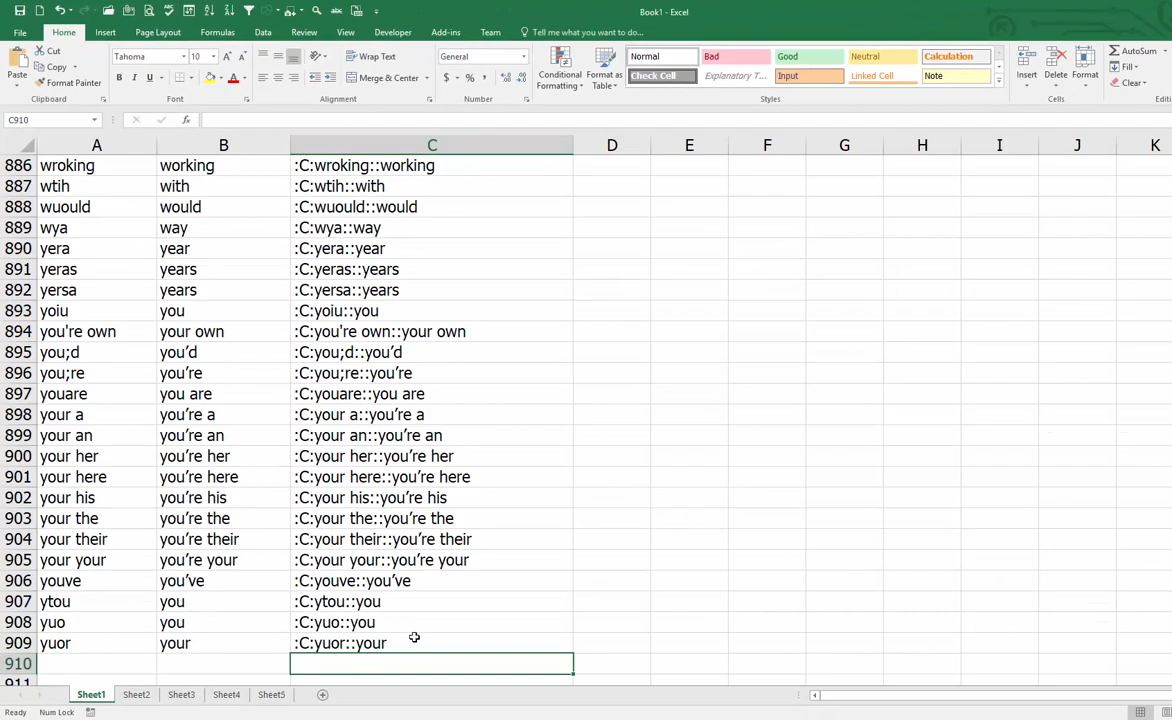 Book1 - Excel
File Home Insert Page Layout Formulas Data Review View Developer Add-ins Team Tell me what you want to do...
Paste Cut Copy Format Painter Clipboard
Tahoma 10 B I U A Font
Wrap Text Merge & Center Alignment
General $ % , Number
Conditional Formatting Format as Table
Normal Bad Good Neutral Calculation
Check Cell Explanatory T... Input Linked Cell Note
Styles
Insert Delete Format Cells
AutoSum Fill Clear Editi
C910 fx
A B C D E F G H I J K
886 wroking working :C:wroking::working
887 wtih with :C:wtih::with
888 wuould would :C:wuould::would
889 wya way :C:wya::way
890 yera year :C:yera::year
891 yeras years :C:yeras::years
892 yersa years :C:yersa::years
893 yoiu you :C:yoiu::you
894 you're own your own :C:you're own::your own
895 you;d you’d :C:you;d::you’d
896 you;re you’re :C:you;re::you’re
897 youare you are :C:youare::you are
898 your a you’re a :C:your a::you’re a
899 your an you’re an :C:your an::you’re an
900 your her you’re her :C:your her::you’re her
901 your here you’re here :C:your here::you’re here
902 your his you’re his :C:your his::you’re his
903 your the you’re the :C:your the::you’re the
904 your their you’re their :C:your their::you’re their
905 your your you’re your :C:your your::you’re your
906 youve you’ve :C:youve::you’ve
907 ytou you :C:ytou::you
908 yuo you :C:yuo::you
909 yuor your :C:yuor::your
910
911
Sheet1 Sheet2 Sheet3 Sheet4 Sheet5
Ready Num Lock